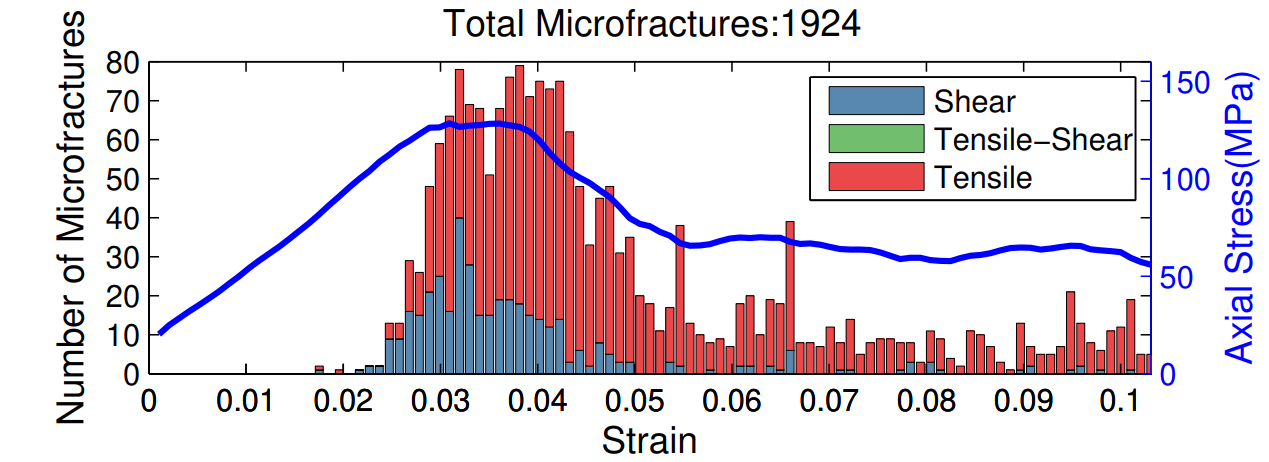 Total Microfractures:1924
Number of Microfractures
80
70
60
50
40
30
20
10
0
Shear
Tensile−Shear
Tensile
150
100
50
0
Axial Stress(MPa)
0 0.01 0.02 0.03 0.04 0.05 0.06 0.07 0.08 0.09 0.1
Strain